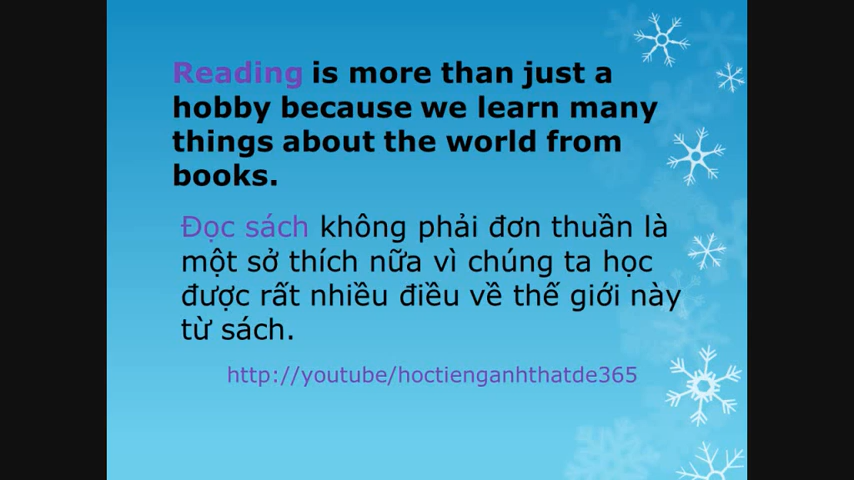 Reading is more than just a
hobby because we learn many
things about the world from
books.
Đọc sách không phải đơn thuần là
một sở thích nữa vì chúng ta học
được rất nhiều điều về thế giới này
từ sách.
http://youtube/hoctienganhthatde365